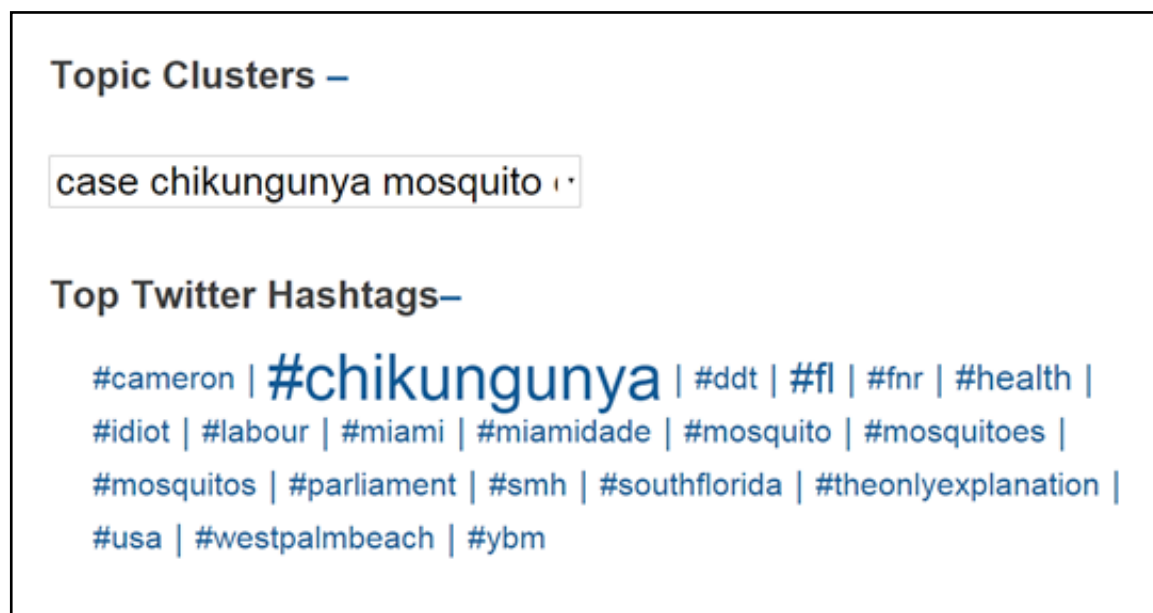 Topic Clusters –
case chikungunya mosquito
Top Twitter Hashtags–
#cameron | #chikungunya | #ddt | #fl | #fnr | #health |
#idiot | #labour | #miami | #miamidade | #mosquito | #mosquitoes |
#mosquitos | #parliament | #smh | #southflorida | #theonlyexplanation |
#usa | #westpalmbeach | #ybm